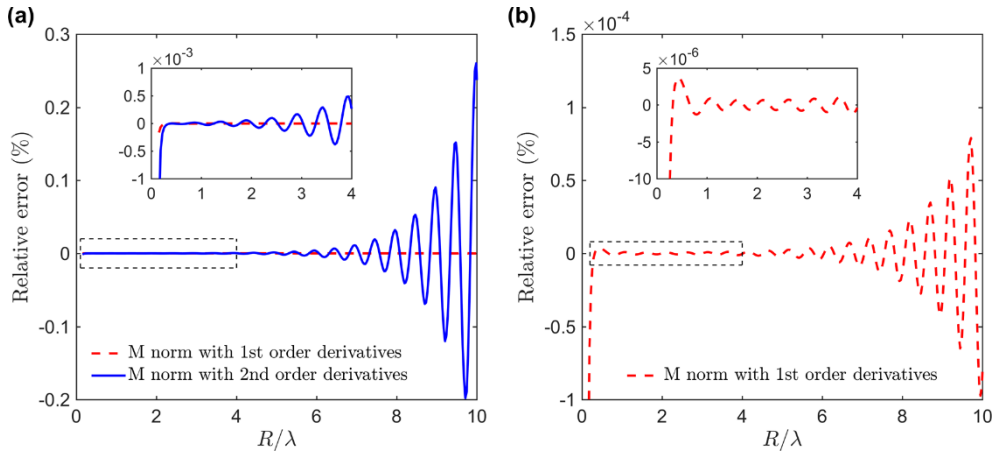 (a)
0.3
0.2
0.1
0
-0.1
-0.2
Relative error (%)
×10⁻³
1
0.5
0
-0.5
-1
0 1 2 3 4
M norm with 1st order derivatives
M norm with 2nd order derivatives
0 2 4 6 8 10
R/λ
(b)
×10⁻⁴
1.5
1
0.5
0
-0.5
-1
Relative error (%)
×10⁻⁶
5
0
-5
-10
0 1 2 3 4
M norm with 1st order derivatives
0 2 4 6 8 10
R/λ